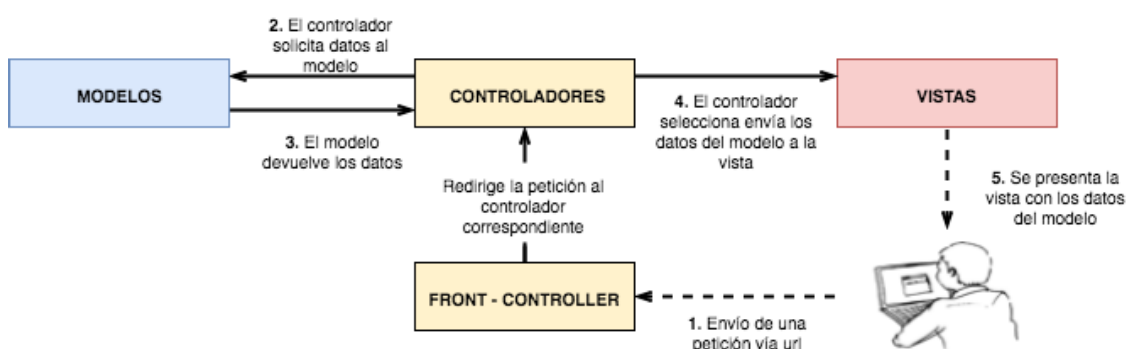 2. El controlador
solicita datos al
modelo
MODELOS
CONTROLADORES
VISTAS
3. El modelo
devuelve los datos
4. El controlador
selecciona envía los
datos del modelo a la
vista
Redirige la petición al
controlador
correspondiente
5. Se presenta la
vista con los datos
del modelo
FRONT - CONTROLLER
1. Envío de una
petición vía url